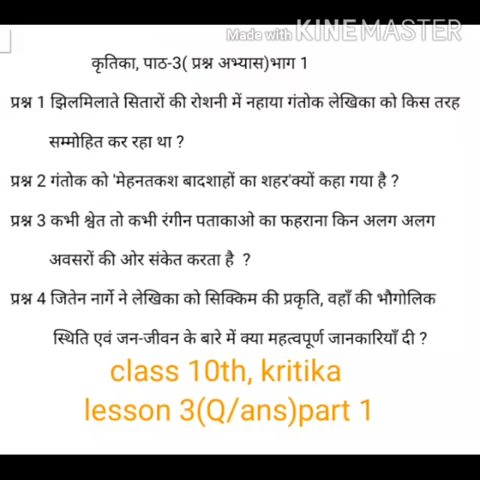 Made with KINEMASTER
कृतिका, पाठ-3( प्रश्न अभ्यास)भाग 1
प्रश्न 1 झिलमिलाते सितारों की रोशनी में नहाया गंतोक लेखिका को किस तरह
सम्मोहित कर रहा था ?
प्रश्न 2 गंतोक को 'मेहनतकश बादशाहों का शहर'क्यों कहा गया है ?
प्रश्न 3 कभी श्वेत तो कभी रंगीन पताकाओ का फहराना किन अलग अलग
अवसरों की ओर संकेत करता है ?
प्रश्न 4 जितेन नार्गे ने लेखिका को सिक्किम की प्रकृति, वहाँ की भौगोलिक
स्थिति एवं जन-जीवन के बारे में क्या महत्वपूर्ण जानकारियाँ दी ?
class 10th, kritika
lesson 3(Q/ans)part 1